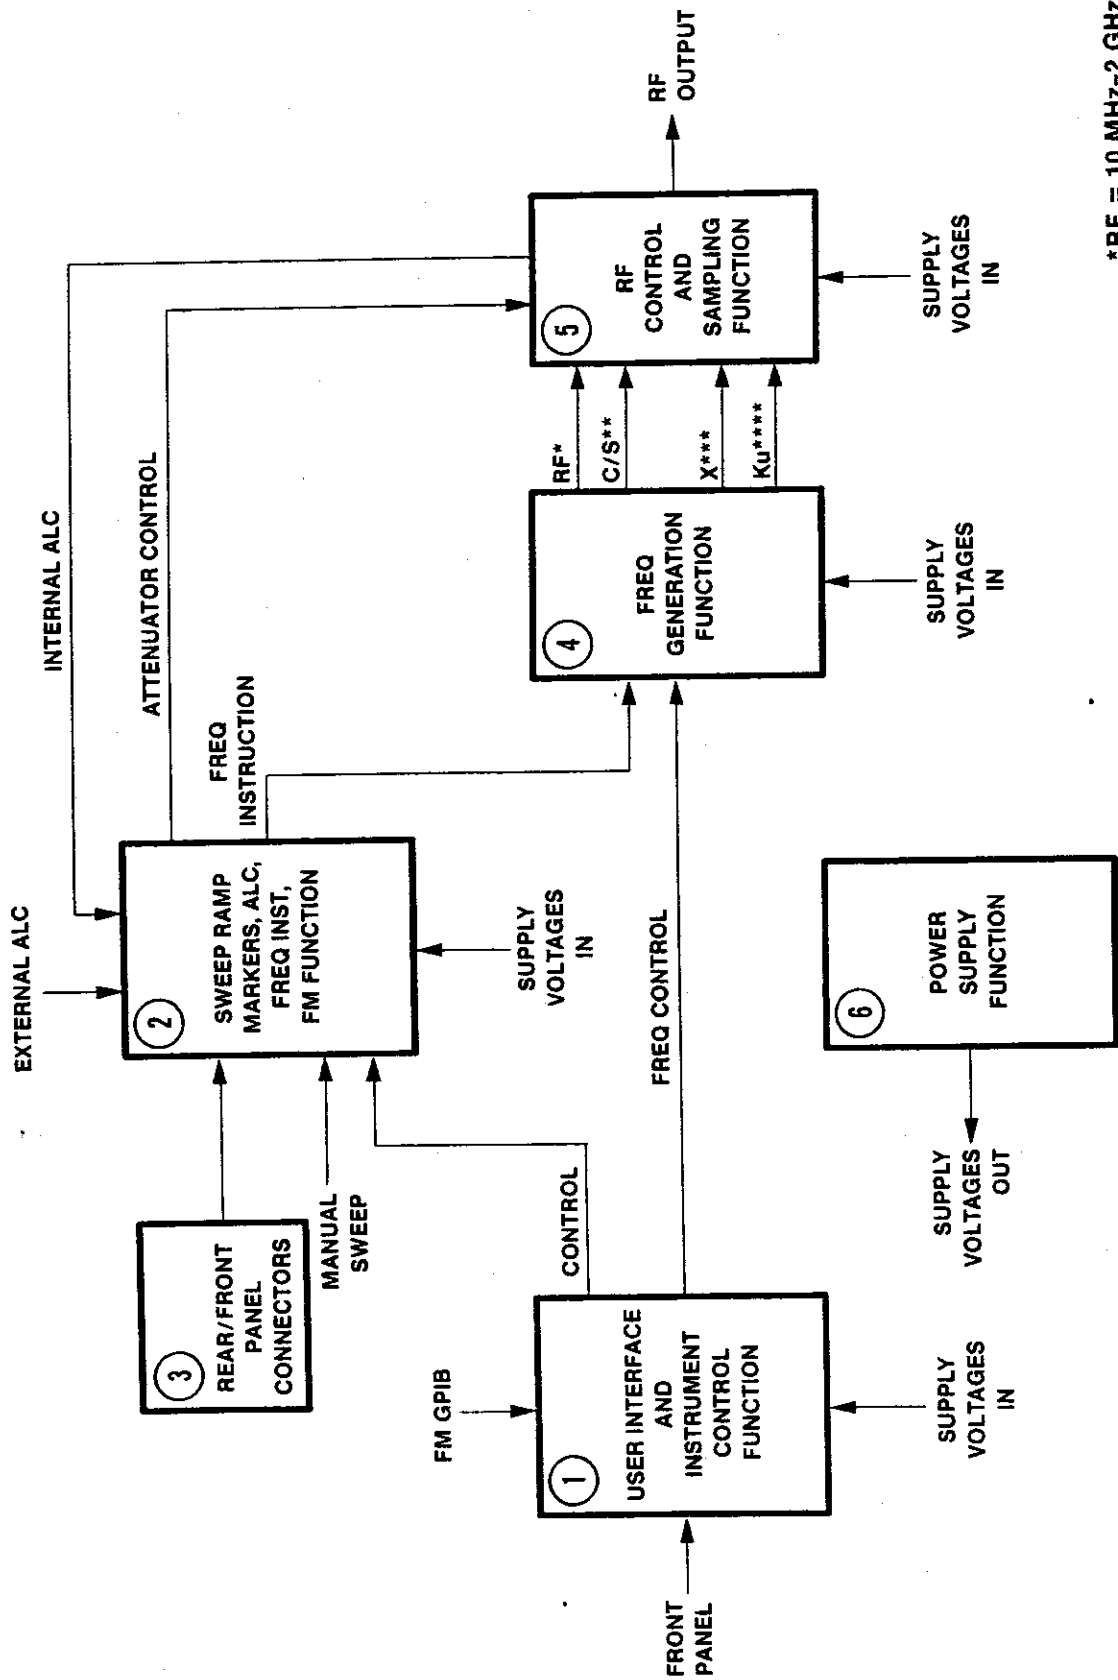 EXTERNAL ALC
INTERNAL ALC
ATTENUATOR CONTROL
FREQ
INSTRUCTION
3
REAR/FRONT
PANEL
CONNECTORS
MANUAL
SWEEP
2
SWEEP RAMP
MARKERS, ALC,
FREQ INST,
FM FUNCTION
SUPPLY
VOLTAGES
IN
FM GPIB
CONTROL
FREQ CONTROL
FRONT
PANEL
1
USER INTERFACE
AND
INSTRUMENT
CONTROL
FUNCTION
SUPPLY
VOLTAGES
IN
4
FREQ
GENERATION
FUNCTION
SUPPLY
VOLTAGES
IN
RF*
C/S**
X***
Ku****
5
RF
CONTROL
AND
SAMPLING
FUNCTION
SUPPLY
VOLTAGES
IN
RF
OUTPUT
6
POWER
SUPPLY
FUNCTION
SUPPLY
VOLTAGES
OUT
*RF = 10 MHz-2 GHz